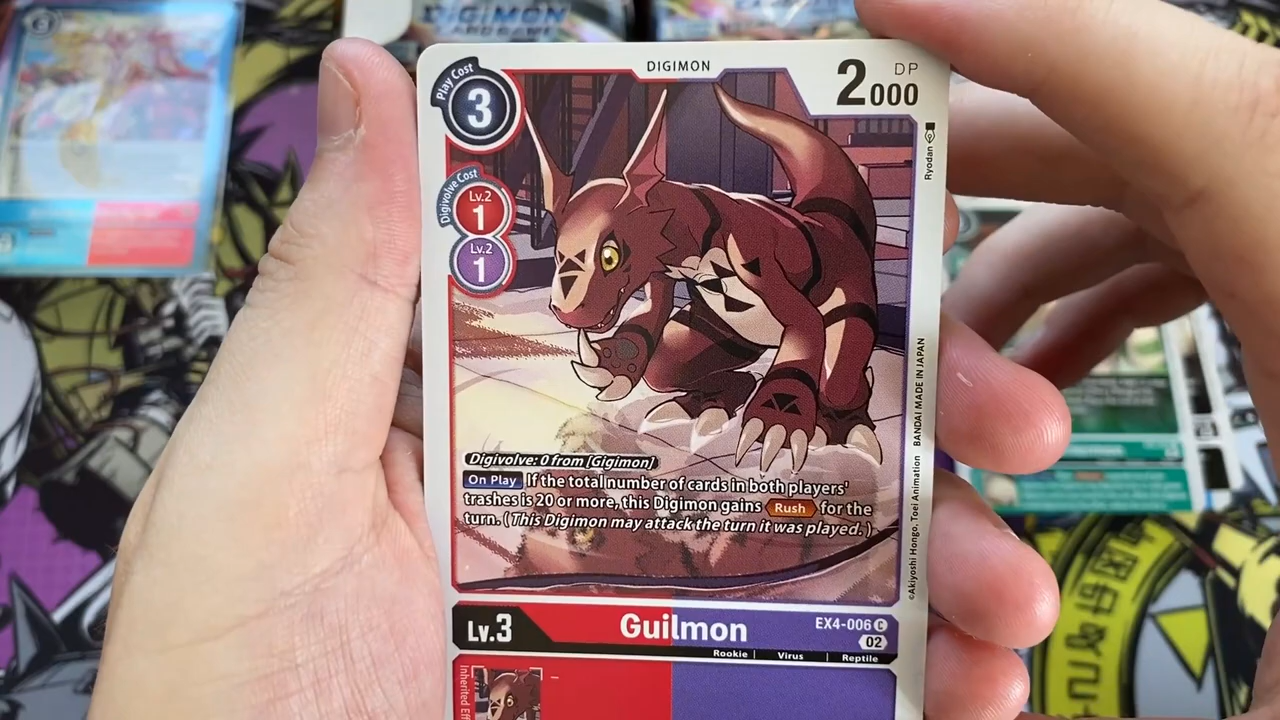 DIGIMON
DIGIMON
Play Cost
3
DP
2000
Digivolve Cost
Lv.2
1
Lv.2
1
Ryodan
Digivolve: 0 from [Gigimon]
On Play If the total number of cards in both players'
trashes is 20 or more, this Digimon gains Rush for the
turn. (This Digimon may attack the turn it was played.)
©Akiyoshi Hongo, Toei Animation BANDAI MADE IN JAPAN
Lv.3
Guilmon
EX4-006 C
02
Rookie | Virus | Reptile
Inherited Eff